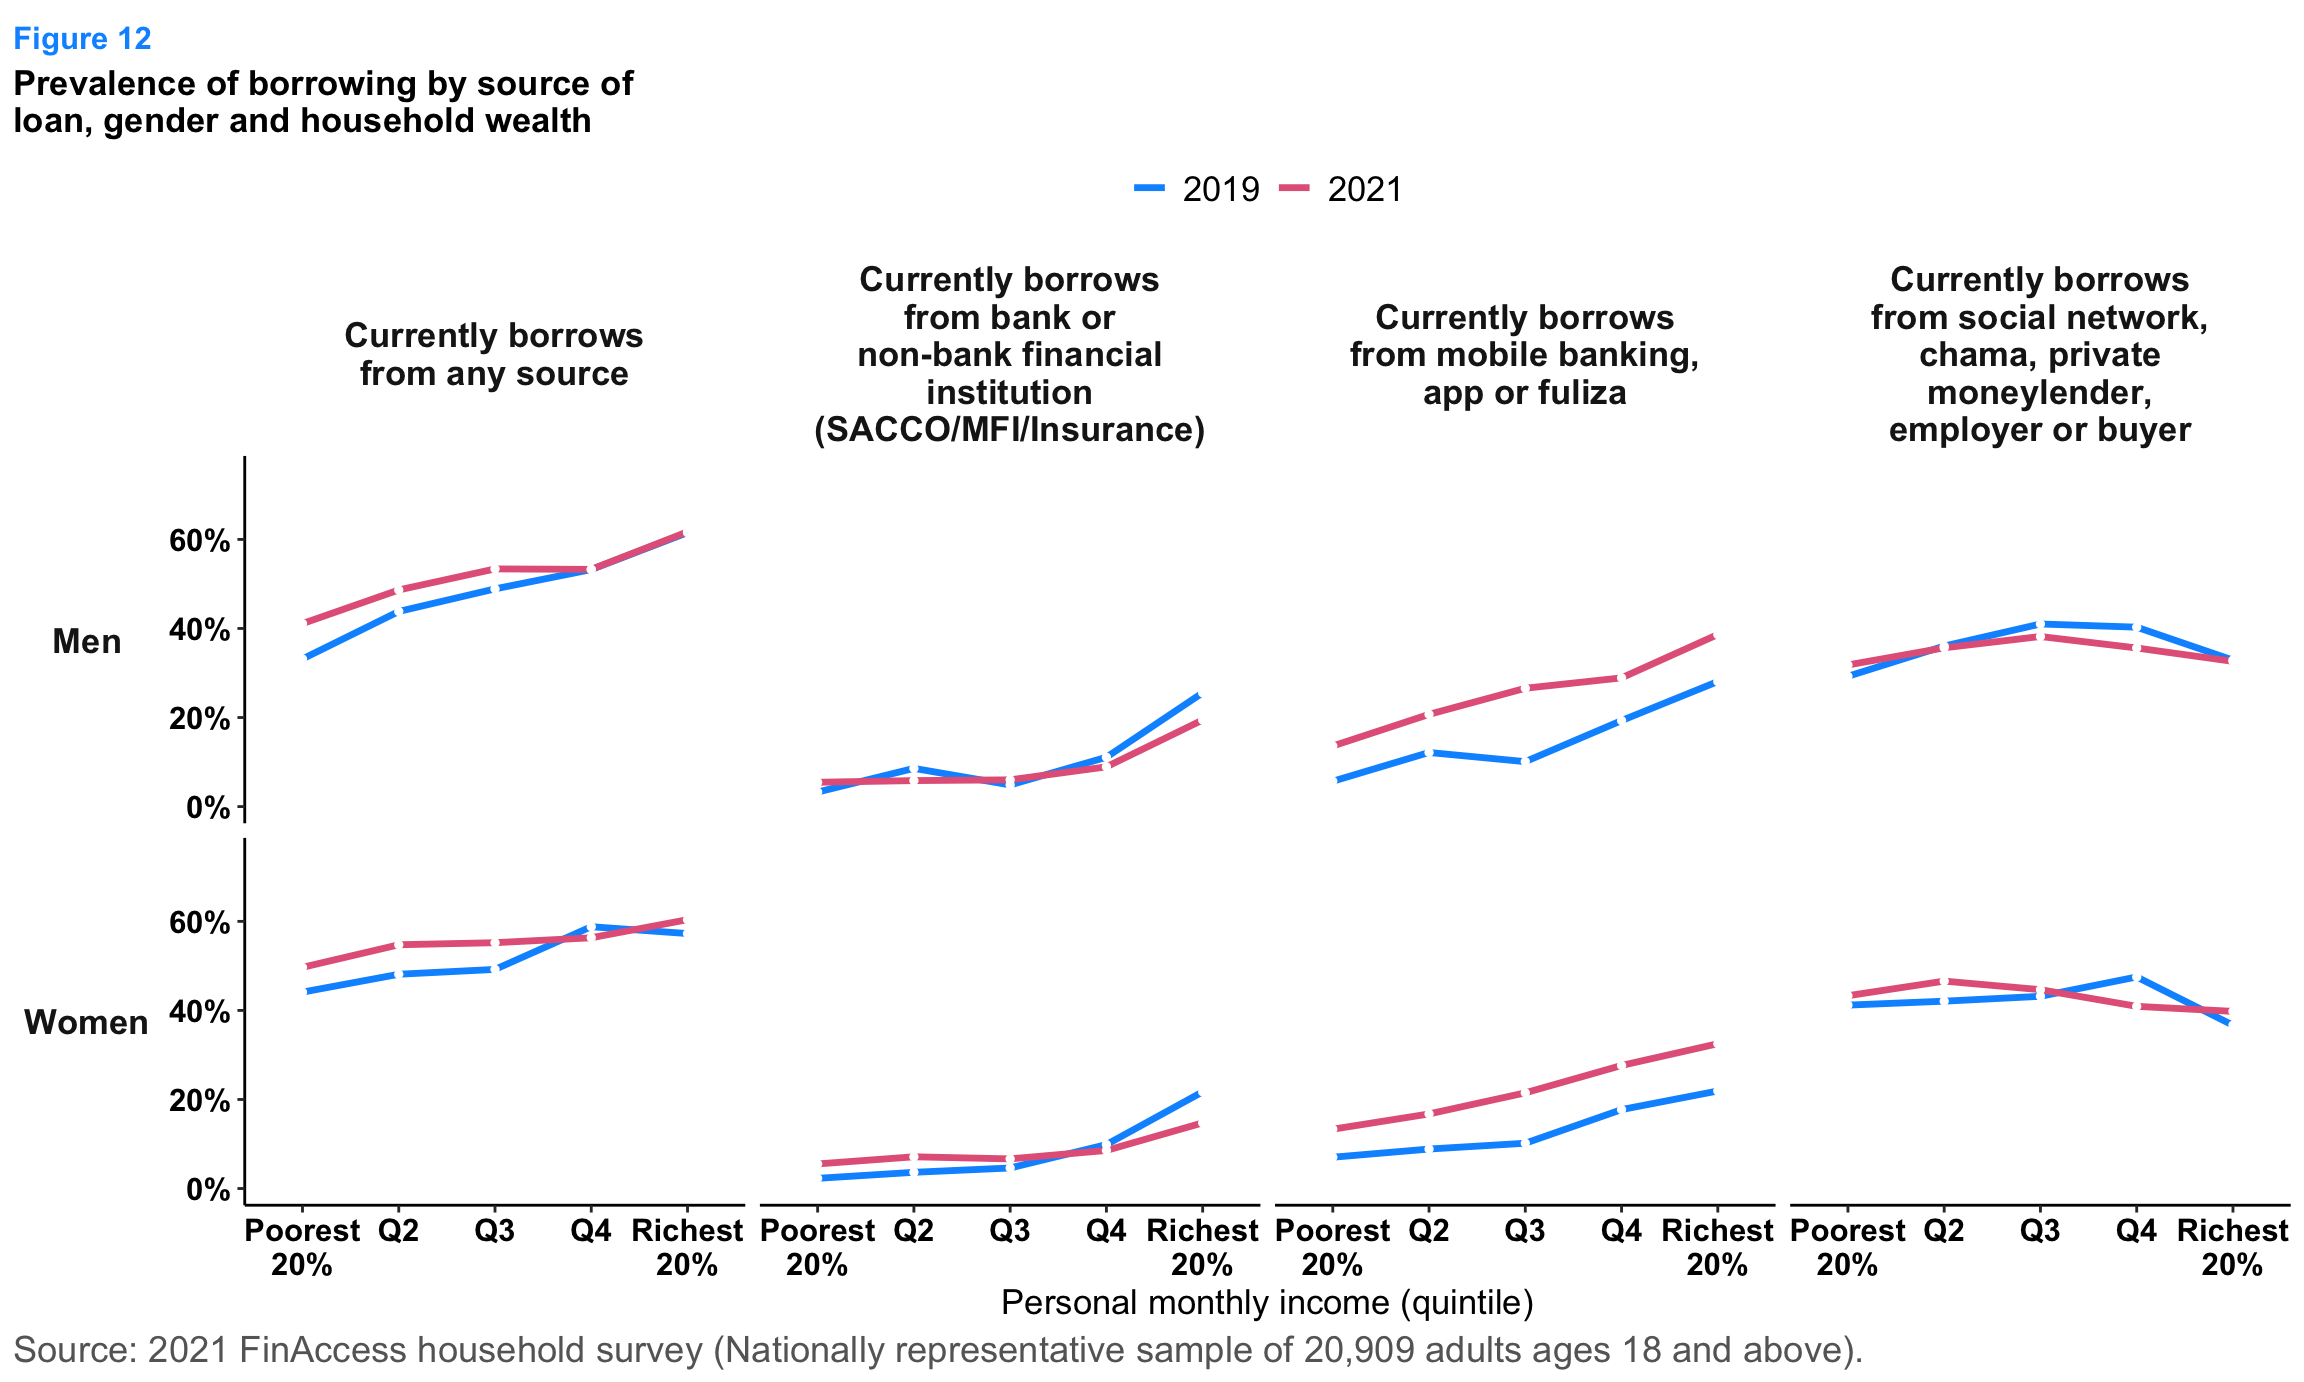 Figure 12
Prevalence of borrowing by source of
loan, gender and household wealth
2019 2021
Currently borrows
from any source
Currently borrows
from bank or
non-bank financial
institution
(SACCO/MFI/Insurance)
Currently borrows
from mobile banking,
app or fuliza
Currently borrows
from social network,
chama, private
moneylender,
employer or buyer
Men
60%
40%
20%
0%
Women
60%
40%
20%
0%
Poorest Q2 Q3 Q4 Richest
20% 20%
Poorest Q2 Q3 Q4 Richest
20% 20%
Poorest Q2 Q3 Q4 Richest
20% 20%
Poorest Q2 Q3 Q4 Richest
20% 20%
Personal monthly income (quintile)
Source: 2021 FinAccess household survey (Nationally representative sample of 20,909 adults ages 18 and above).